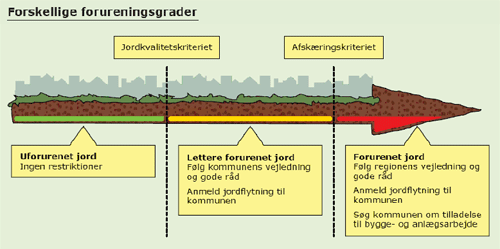 Forskellige forureningsgrader
Jordkvalitetskriteriet
Afskæringskriteriet
Uforurenet jord
Ingen restriktioner
Lettere forurenet jord
Følg kommunens vejledning
og gode råd
Anmeld jordflytning til
kommunen
Forurenet jord
Følg regionens vejledning og
gode råd
Anmeld jordflytning til
kommunen
Søg kommunen om tilladelse
til bygge- og anlægsarbejde